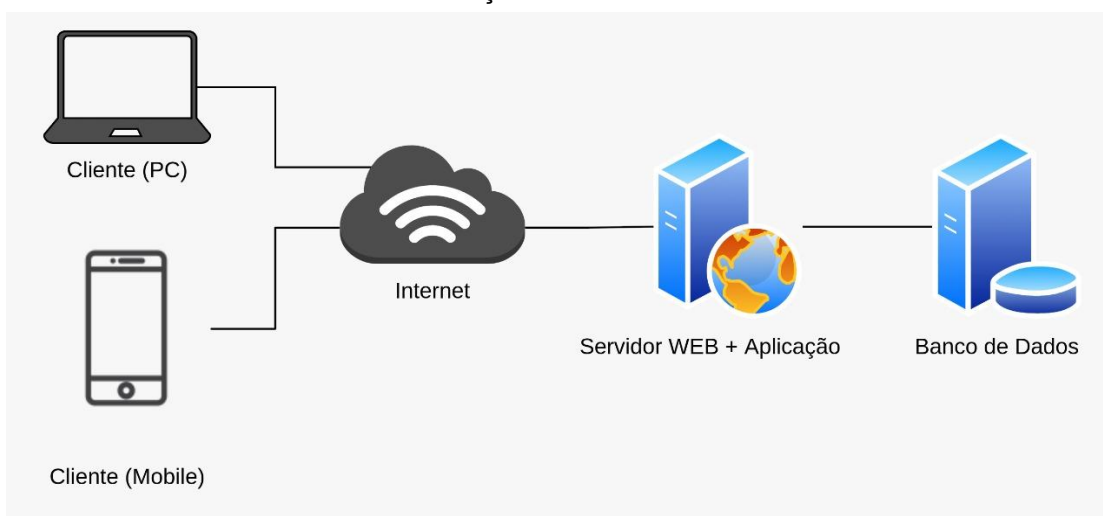 Cliente (PC)
Internet
Servidor WEB + Aplicação
Banco de Dados
Cliente (Mobile)